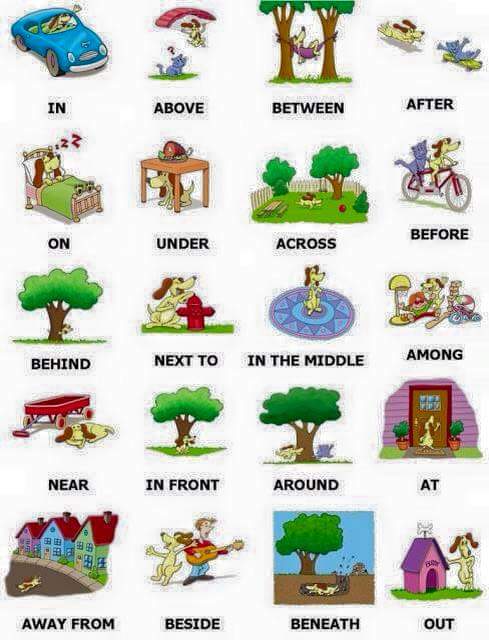 IN
ABOVE
BETWEEN
AFTER
ON
UNDER
ACROSS
BEFORE
BEHIND
NEXT TO
IN THE MIDDLE
AMONG
NEAR
IN FRONT
AROUND
AT
AWAY FROM
BESIDE
BENEATH
OUT